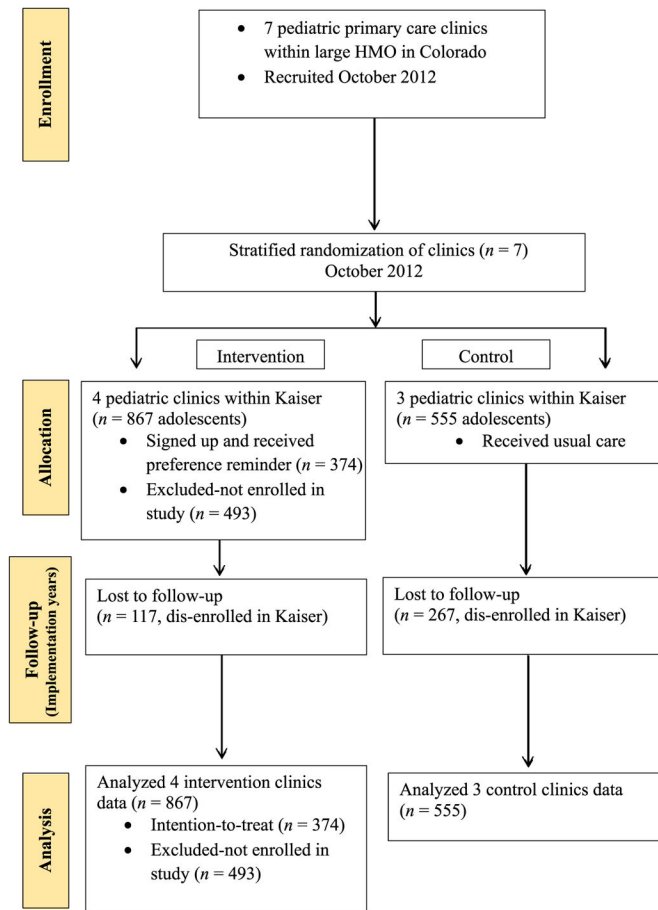 Enrollment
• 7 pediatric primary care clinics
within large HMO in Colorado
• Recruited October 2012
Stratified randomization of clinics (n = 7)
October 2012
Intervention
Control
Allocation
4 pediatric clinics within Kaiser
(n = 867 adolescents)
• Signed up and received
preference reminder (n = 374)
• Excluded-not enrolled in
study (n = 493)
3 pediatric clinics within Kaiser
(n = 555 adolescents)
• Received usual care
Follow-up
(Implementation years)
Lost to follow-up
(n = 117, dis-enrolled in Kaiser)
Lost to follow-up
(n = 267, dis-enrolled in Kaiser)
Analysis
Analyzed 4 intervention clinics
data (n = 867)
• Intention-to-treat (n = 374)
• Excluded-not enrolled in
study (n = 493)
Analyzed 3 control clinics data
(n = 555)